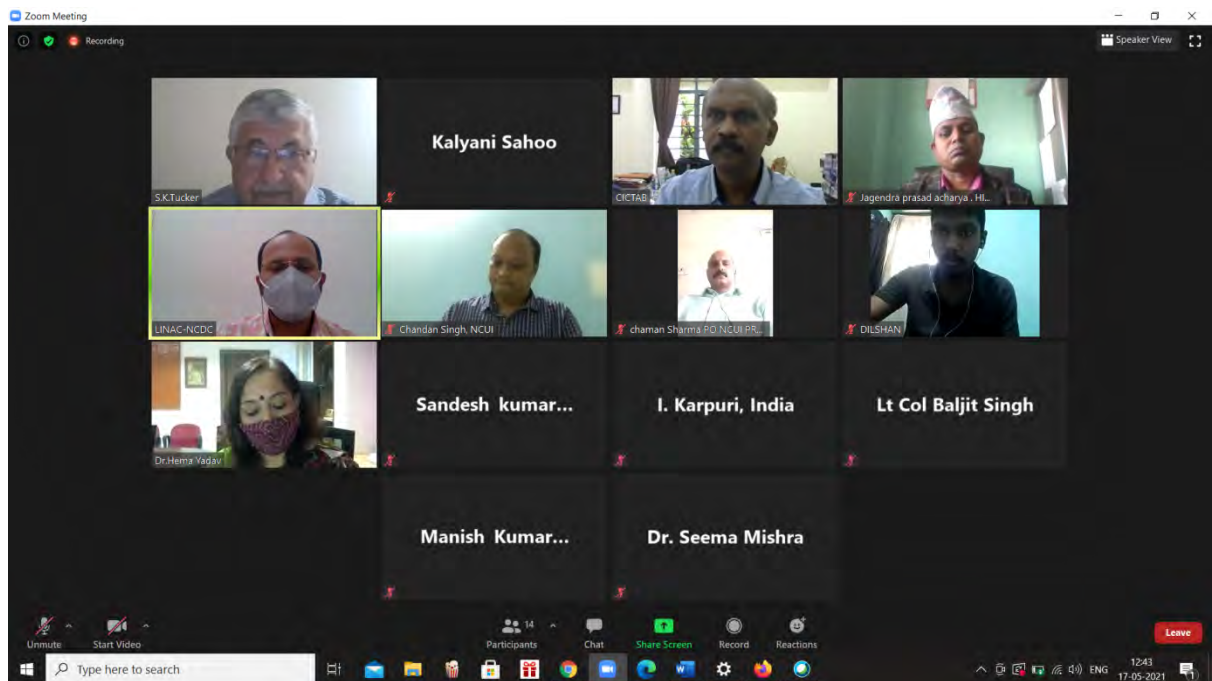 Zoom Meeting
Recording
Speaker View
S.K.Tucker
Kalyani Sahoo
CICTAB
Jagendra prasad acharya . HI...
LINAC-NCDC
Chandan Singh, NCUI
chaman Sharma PO NCUI PR...
DILSHAN
Dr.Hema Yadav
Sandesh kumar...
I. Karpuri, India
Lt Col Baljit Singh
Manish Kumar...
Dr. Seema Mishra
Unmute
Start Video
14
Participants
Chat
Share Screen
Record
Reactions
Leave
Type here to search
ENG
12:43
17-05-2021